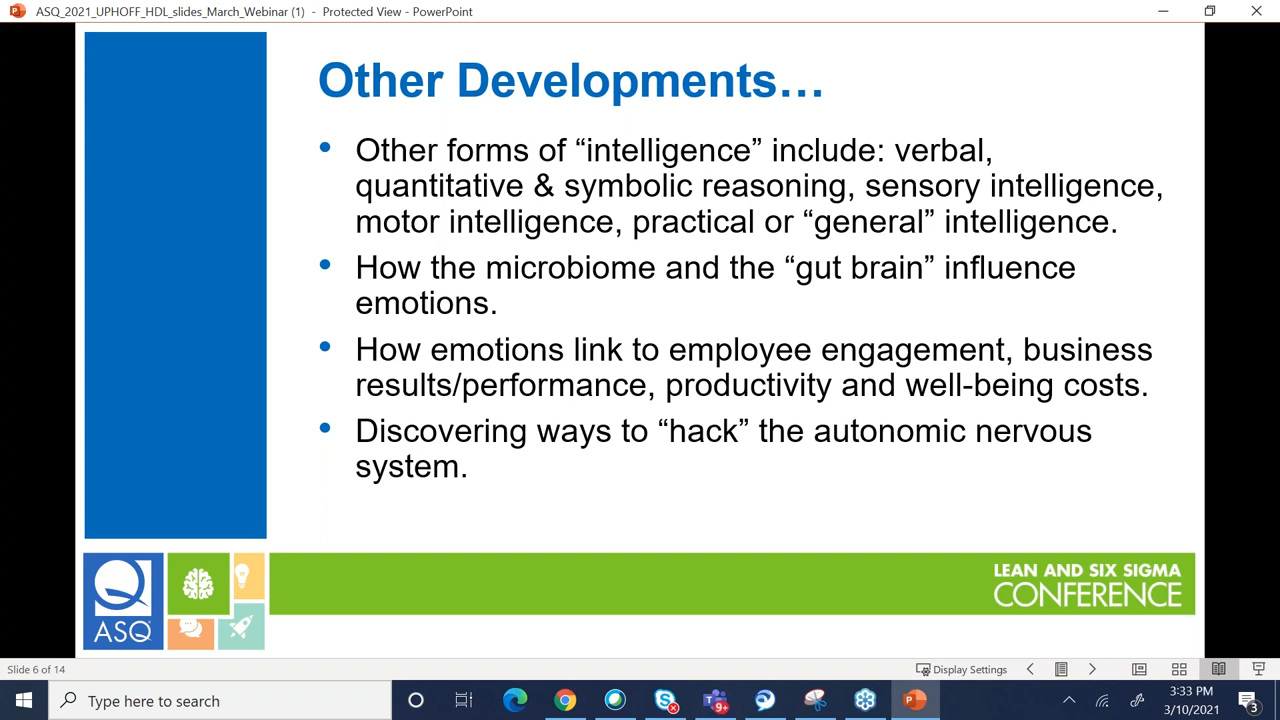 ASQ_2021_UPHOFF_HDL_slides_March_Webinar (1) - Protected View - PowerPoint
Other Developments…
• Other forms of “intelligence” include: verbal,
quantitative & symbolic reasoning, sensory intelligence,
motor intelligence, practical or “general” intelligence.
• How the microbiome and the “gut brain” influence
emotions.
• How emotions link to employee engagement, business
results/performance, productivity and well-being costs.
• Discovering ways to “hack” the autonomic nervous
system.
ASQ
LEAN AND SIX SIGMA
CONFERENCE
Slide 6 of 14
Display Settings
Type here to search
9+
3:33 PM
3/10/2021
3